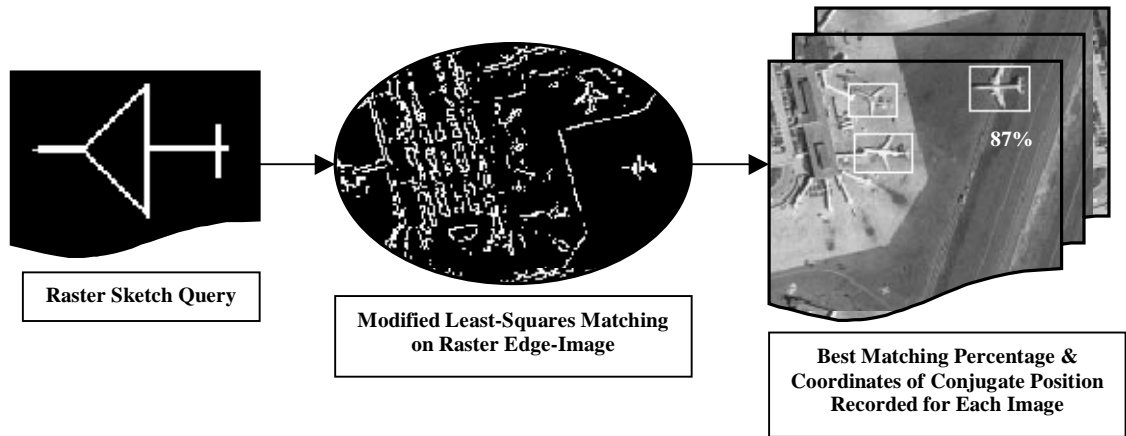 87%
Raster Sketch Query
Modified Least-Squares Matching
on Raster Edge-Image
Best Matching Percentage &
Coordinates of Conjugate Position
Recorded for Each Image